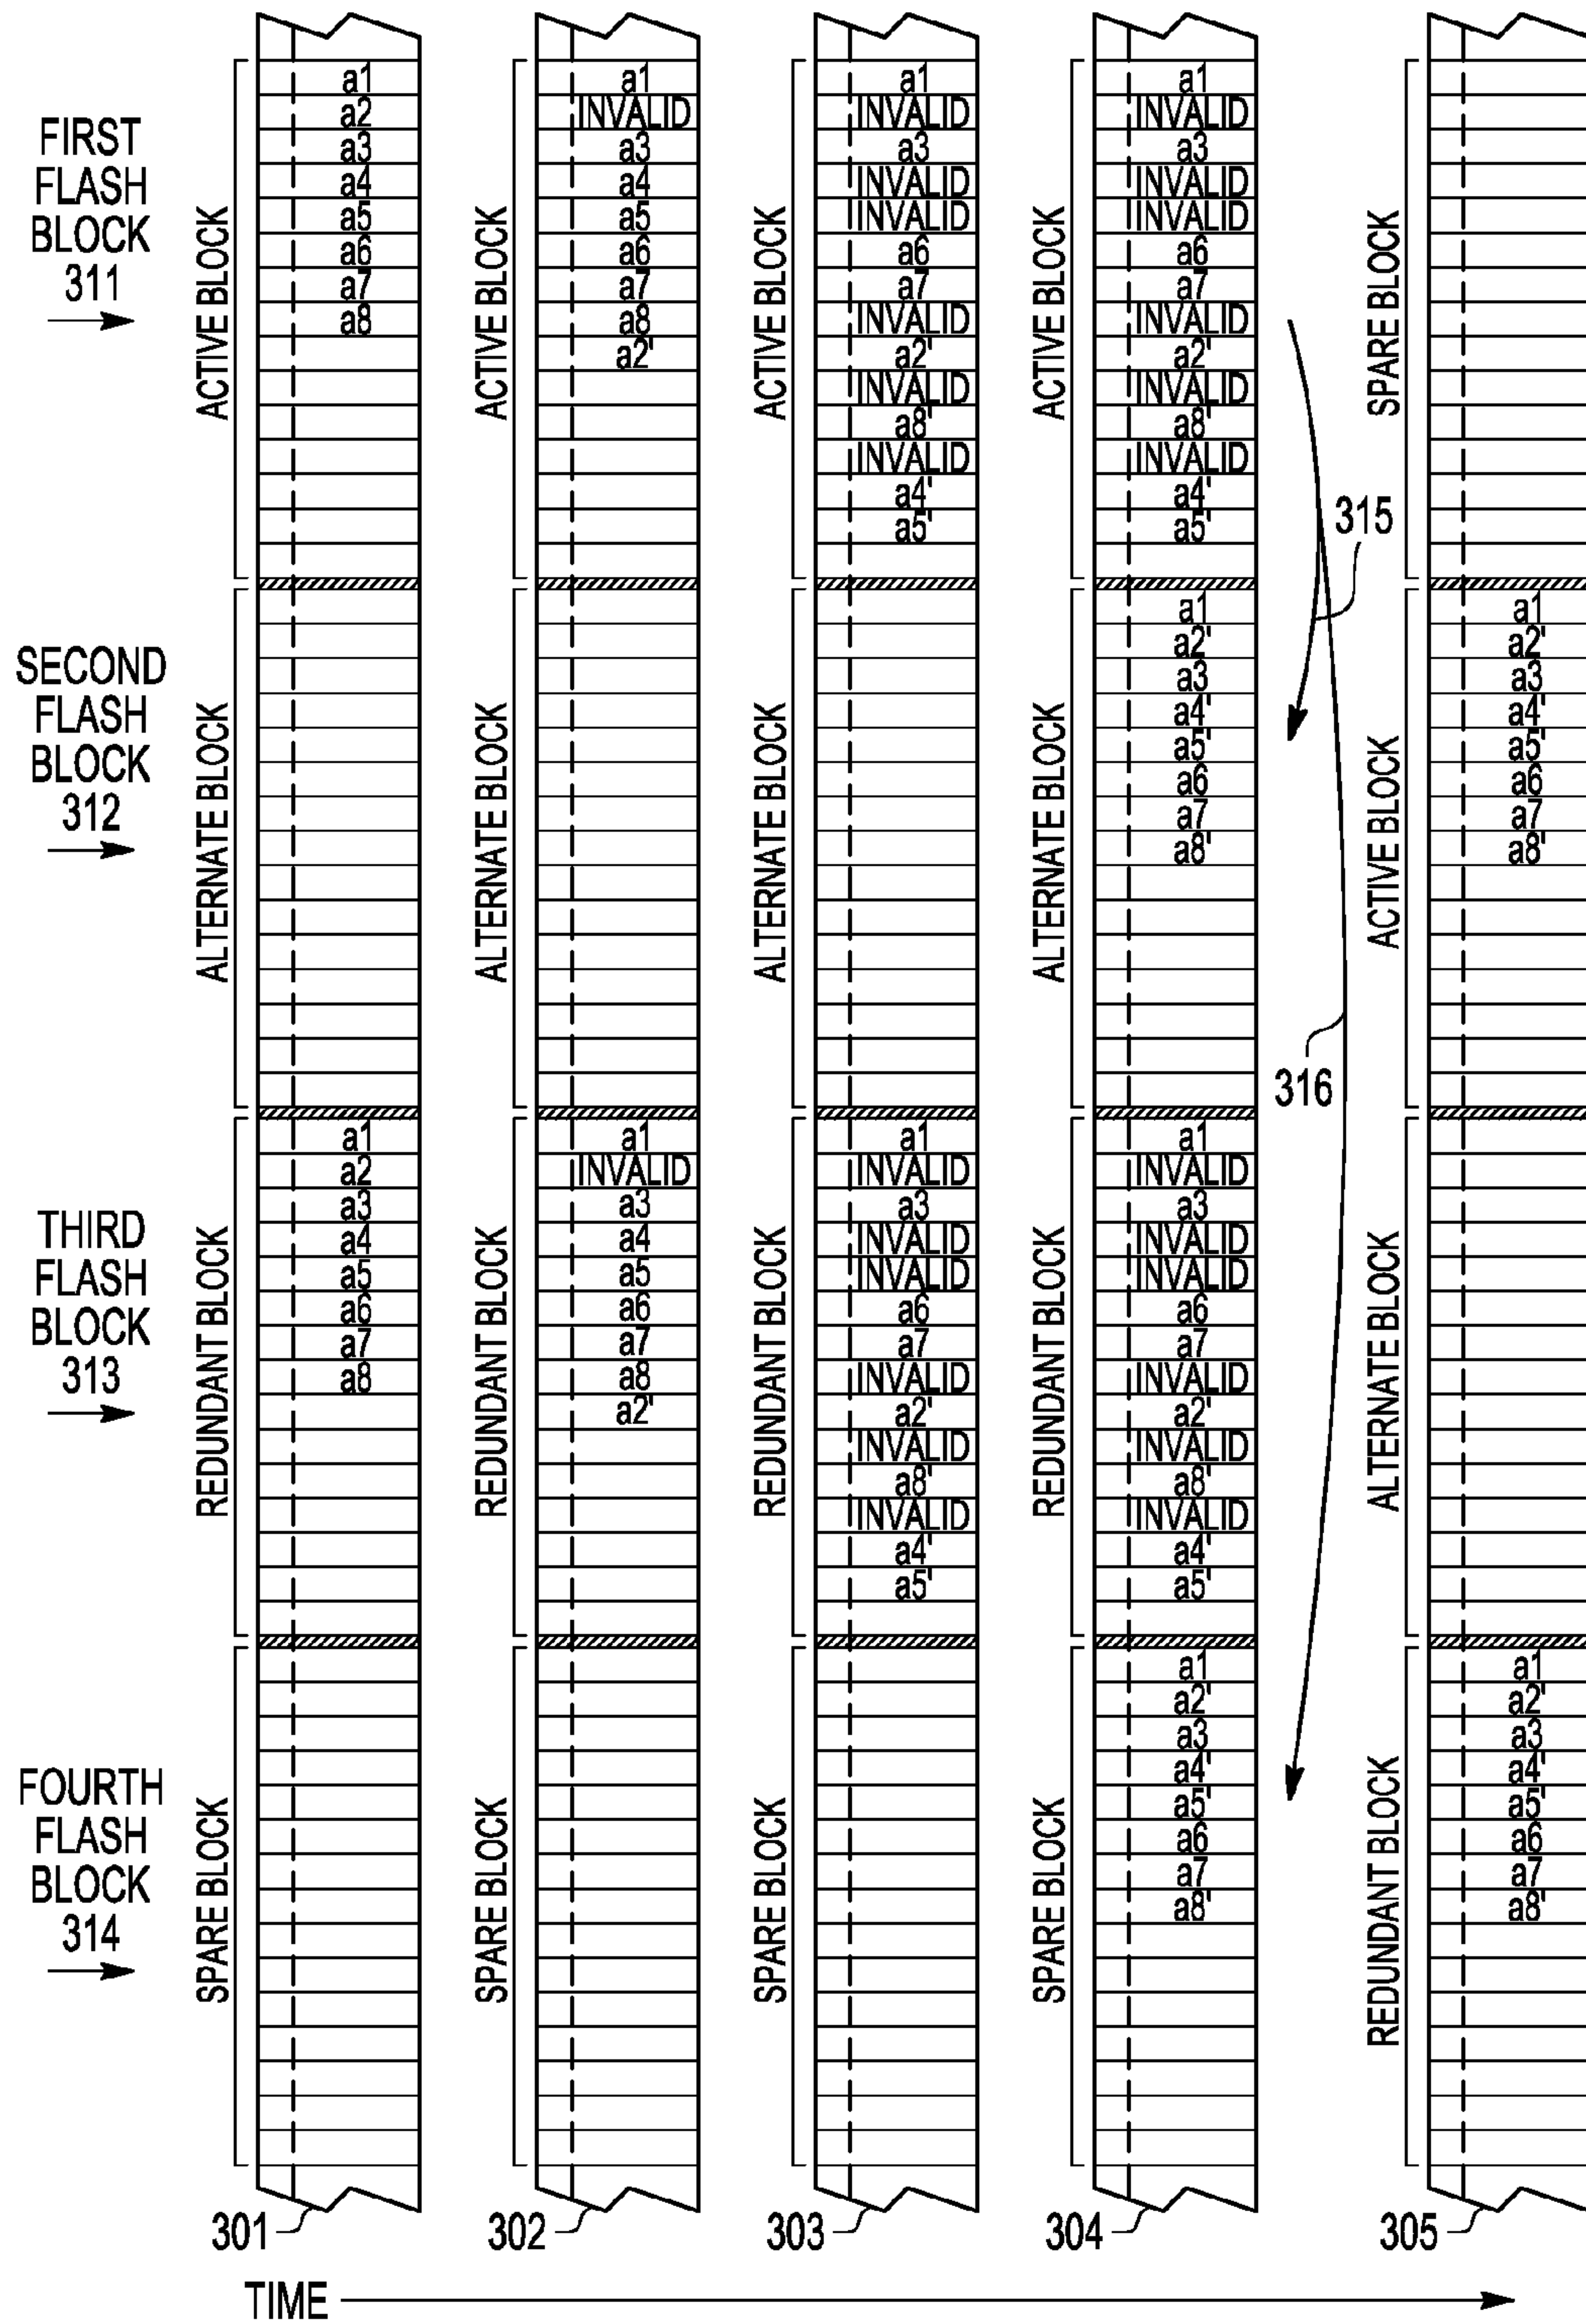 FIRST
FLASH
BLOCK
311
ACTIVE BLOCK
a1
a2
a3
a4
a5
a6
a7
a8
ACTIVE BLOCK
a1
INVALID
a3
a4
a5
a6
a7
a8
a2'
ACTIVE BLOCK
a1
INVALID
a3
INVALID
INVALID
a6
a7
INVALID
a2'
INVALID
a8'
INVALID
a4'
a5'
ACTIVE BLOCK
a1
INVALID
a3
INVALID
INVALID
a6
a7
INVALID
a2'
INVALID
a8'
INVALID
a4'
a5'
315
SPARE BLOCK
SECOND
FLASH
BLOCK
312
ALTERNATE BLOCK
ALTERNATE BLOCK
ALTERNATE BLOCK
ALTERNATE BLOCK
a1
a2'
a3
a4'
a5'
a6
a7
a8'
316
ACTIVE BLOCK
a1
a2'
a3
a4'
a5'
a6
a7
a8'
THIRD
FLASH
BLOCK
313
REDUNDANT BLOCK
a1
a2
a3
a4
a5
a6
a7
a8
REDUNDANT BLOCK
a1
INVALID
a3
a4
a5
a6
a7
a8
a2'
REDUNDANT BLOCK
a1
INVALID
a3
INVALID
INVALID
a6
a7
INVALID
a2'
INVALID
a8'
INVALID
a4'
a5'
REDUNDANT BLOCK
a1
INVALID
a3
INVALID
INVALID
a6
a7
INVALID
a2'
INVALID
a8'
INVALID
a4'
a5'
ALTERNATE BLOCK
FOURTH
FLASH
BLOCK
314
SPARE BLOCK
SPARE BLOCK
SPARE BLOCK
SPARE BLOCK
a1
a2'
a3
a4'
a5'
a6
a7
a8'
REDUNDANT BLOCK
a1
a2'
a3
a4'
a5'
a6
a7
a8'
301
302
303
304
305
TIME